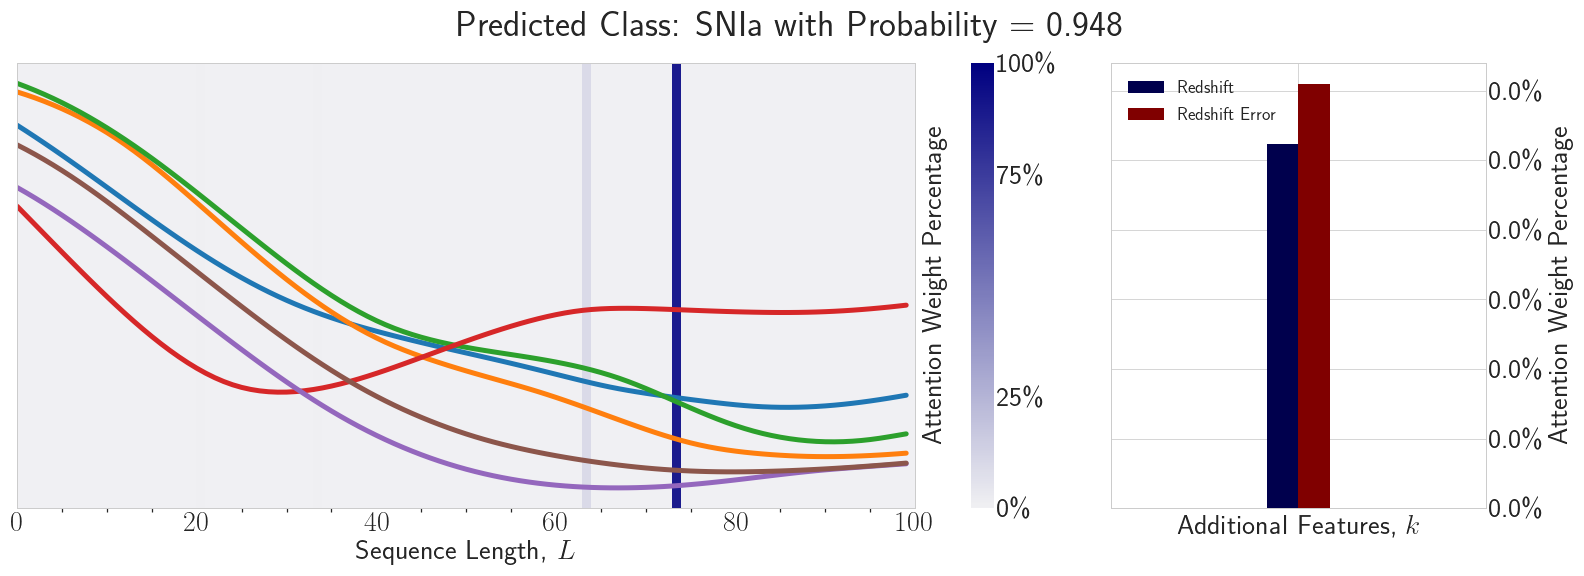 Predicted Class: SNIa with Probability = 0.948
0
20
40
60
80
100
Sequence Length, L
100%
75%
25%
0%
Attention Weight Percentage
Redshift
Redshift Error
0.0%
0.0%
0.0%
0.0%
0.0%
0.0%
0.0%
Attention Weight Percentage
Additional Features, k